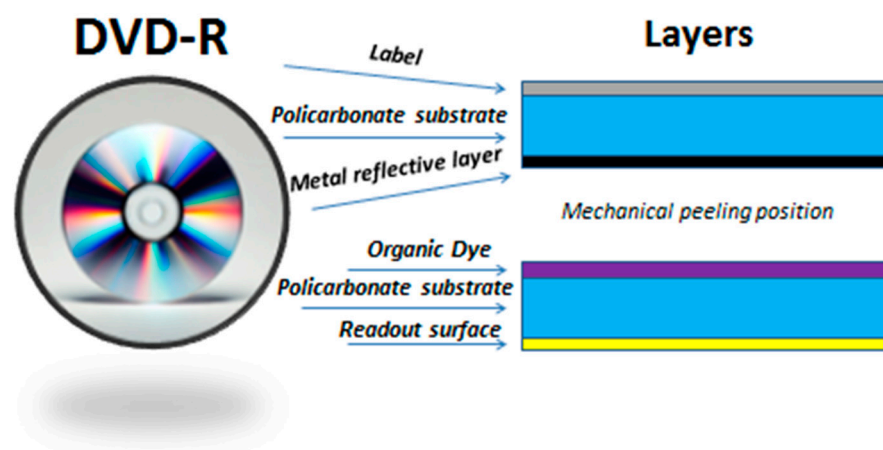 DVD-R
Layers
Label
Policarbonate substrate
Metal reflective layer
Mechanical peeling position
Organic Dye
Policarbonate substrate
Readout surface